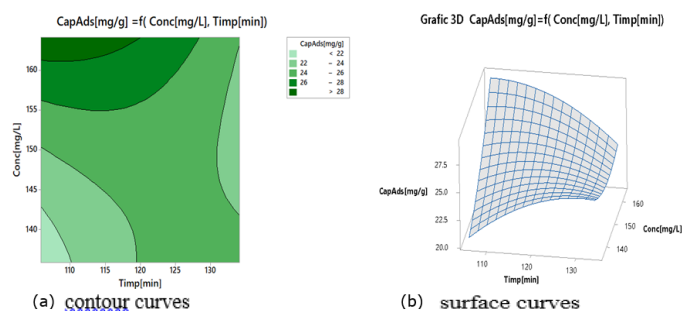 CapAds[mg/g] =f( Conc[mg/L], Timp[min])
CapAds[mg/g]
< 22
22 – 24
24 – 26
26 – 28
> 28
Conc[mg/L]
160
155
150
145
140
110 115 120 125 130
Timp[min]
(a) contour curves
Grafic 3D CapAds[mg/g]=f( Conc[mg/L], Timp[min])
CapAds[mg/g]
27.5
25.0
22.5
20.0
110 120 130
Timp[min]
160
150
140
Conc[mg/L]
(b) surface curves